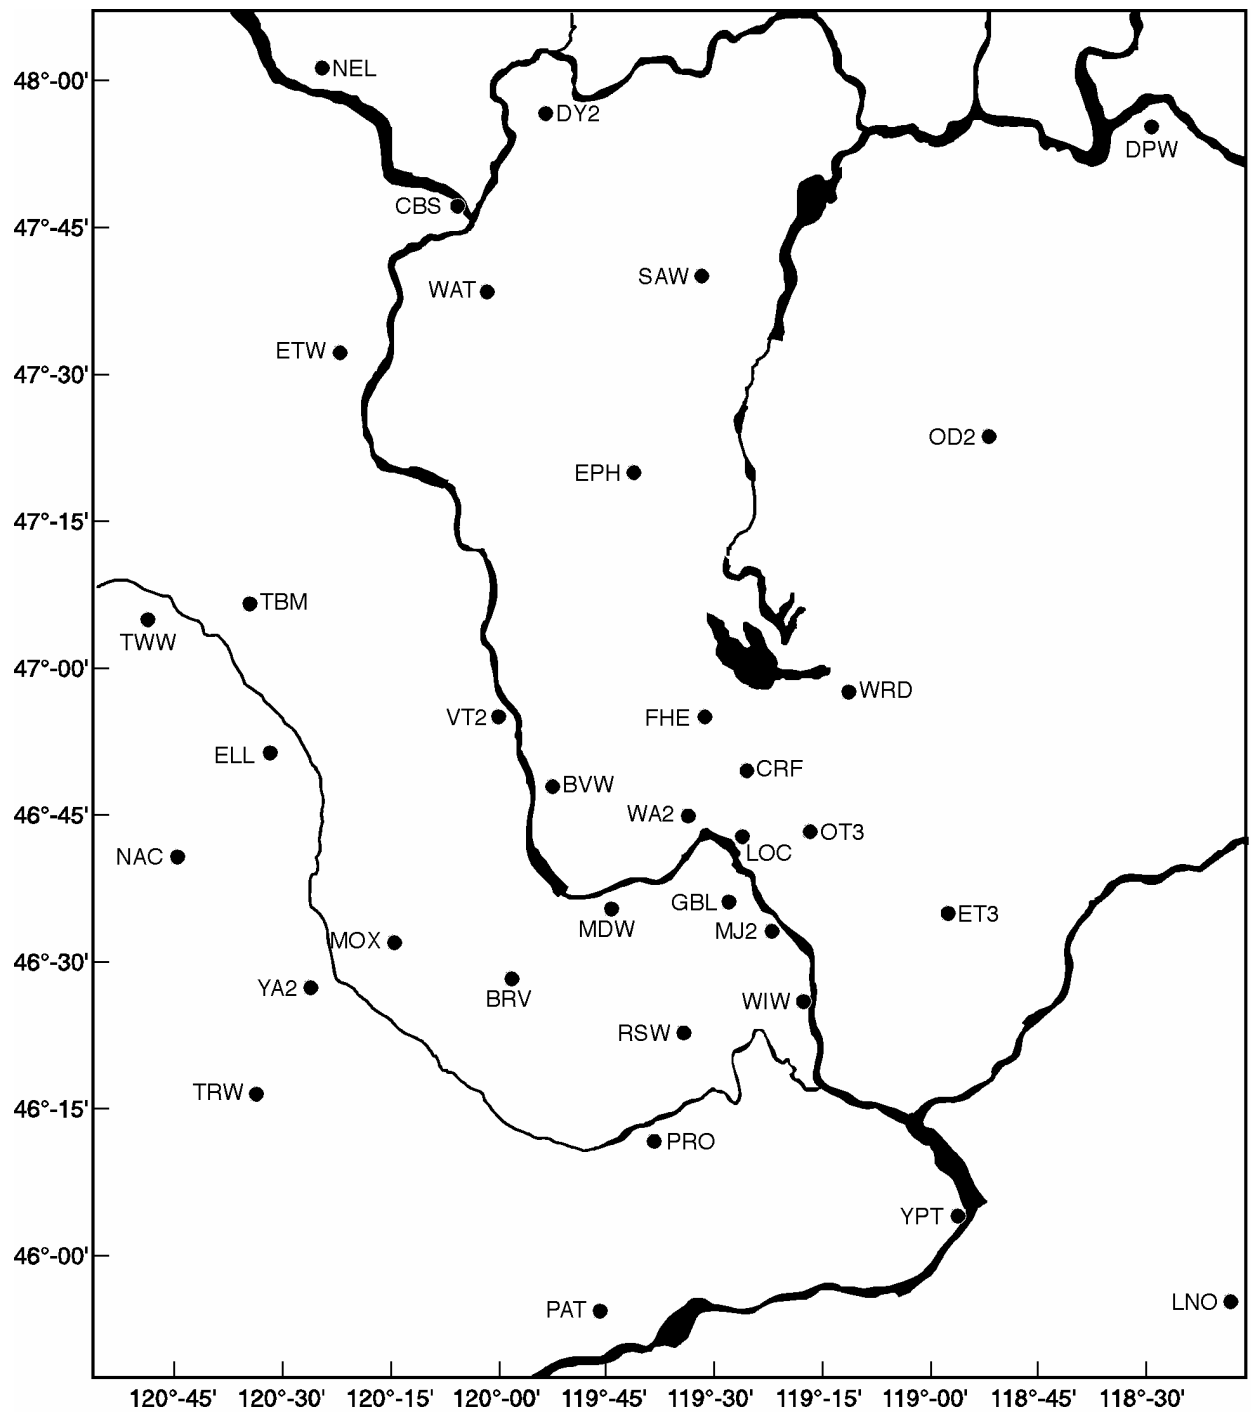 NEL
48°-00'
DY2
DPW
CBS
47°-45'
SAW
WAT
ETW
47°-30'
OD2
EPH
47°-15'
TBM
TWW
47°-00'
WRD
VT2 FHE
ELL
CRF
BVW
46°-45' WA2
OT3
NAC LOC
GBL
ET3
MDW MJ2
MOX
46°-30'
YA2
BRV WIW
RSW
TRW
46°-15'
PRO
YPT
46°-00'
PAT LNO
120°-45' 120°-30' 120°-15' 120°-00' 119°-45' 119°-30' 119°-15' 119°-00' 118°-45' 118°-30'